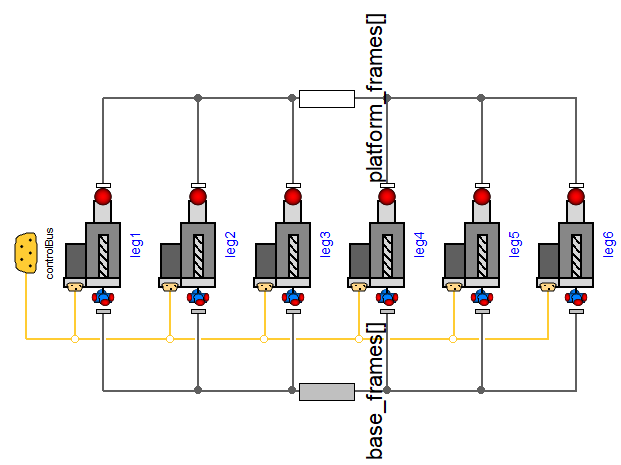 platform_frames[]
controlBus
leg1
leg2
leg3
leg4
leg5
leg6
base_frames[]